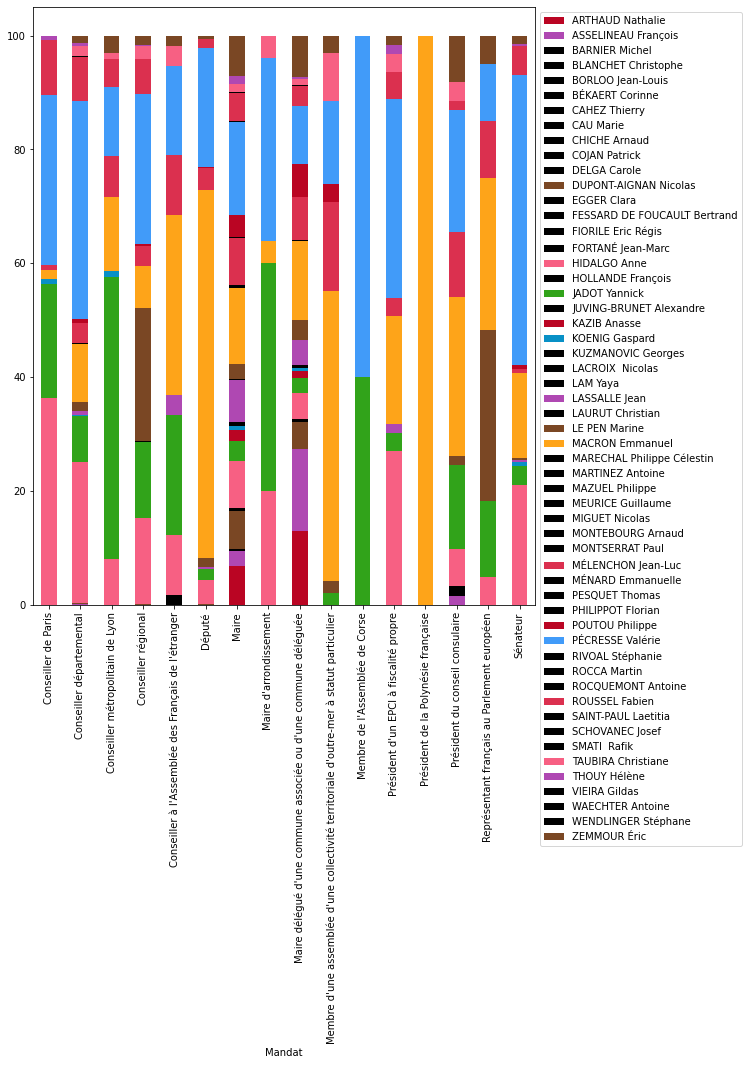 100
80
60
40
20
0
Conseiller de Paris
Conseiller départemental
Conseiller métropolitain de Lyon
Conseiller régional
Conseiller à l'Assemblée des Français de l'étranger
Député
Maire
Maire d'arrondissement
Maire délégué d'une commune associée ou d'une commune déléguée
Membre d'une assemblée d'une collectivité territoriale d'outre-mer à statut particulier
Membre de l'Assemblée de Corse
Président d'un EPCI à fiscalité propre
Président de la Polynésie française
Président du conseil consulaire
Représentant français au Parlement européen
Sénateur
Mandat
ARTHAUD Nathalie
ASSELINEAU François
BARNIER Michel
BLANCHET Christophe
BORLOO Jean-Louis
BÉKAERT Corinne
CAHEZ Thierry
CAU Marie
CHICHE Arnaud
COJAN Patrick
DELGA Carole
DUPONT-AIGNAN Nicolas
EGGER Clara
FESSARD DE FOUCAULT Bertrand
FIORILE Eric Régis
FORTANÉ Jean-Marc
HIDALGO Anne
HOLLANDE François
JADOT Yannick
JUVING-BRUNET Alexandre
KAZIB Anasse
KOENIG Gaspard
KUZMANOVIC Georges
LACROIX  Nicolas
LAM Yaya
LASSALLE Jean
LAURUT Christian
LE PEN Marine
MACRON Emmanuel
MARECHAL Philippe Célestin
MARTINEZ Antoine
MAZUEL Philippe
MEURICE Guillaume
MIGUET Nicolas
MONTEBOURG Arnaud
MONTSERRAT Paul
MÉLENCHON Jean-Luc
MÉNARD Emmanuelle
PESQUET Thomas
PHILIPPOT Florian
POUTOU Philippe
PÉCRESSE Valérie
RIVOAL Stéphanie
ROCCA Martin
ROCQUEMONT Antoine
ROUSSEL Fabien
SAINT-PAUL Laetitia
SCHOVANEC Josef
SMATI  Rafik
TAUBIRA Christiane
THOUY Hélène
VIEIRA Gildas
WAECHTER Antoine
WENDLINGER Stéphane
ZEMMOUR Éric